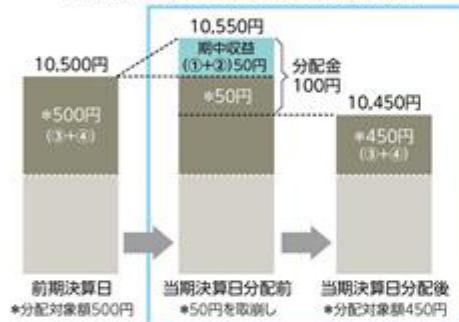 10,550円
10,500円
期中収益
(①+②)50円
分配金
100円
*500円
(③+④)
*50円
10,450円
*450円
(③+④)
前期決算日
*分配対象額500円
当期決算日分配前
*50円を取崩し
当期決算日分配後
*分配対象額450円